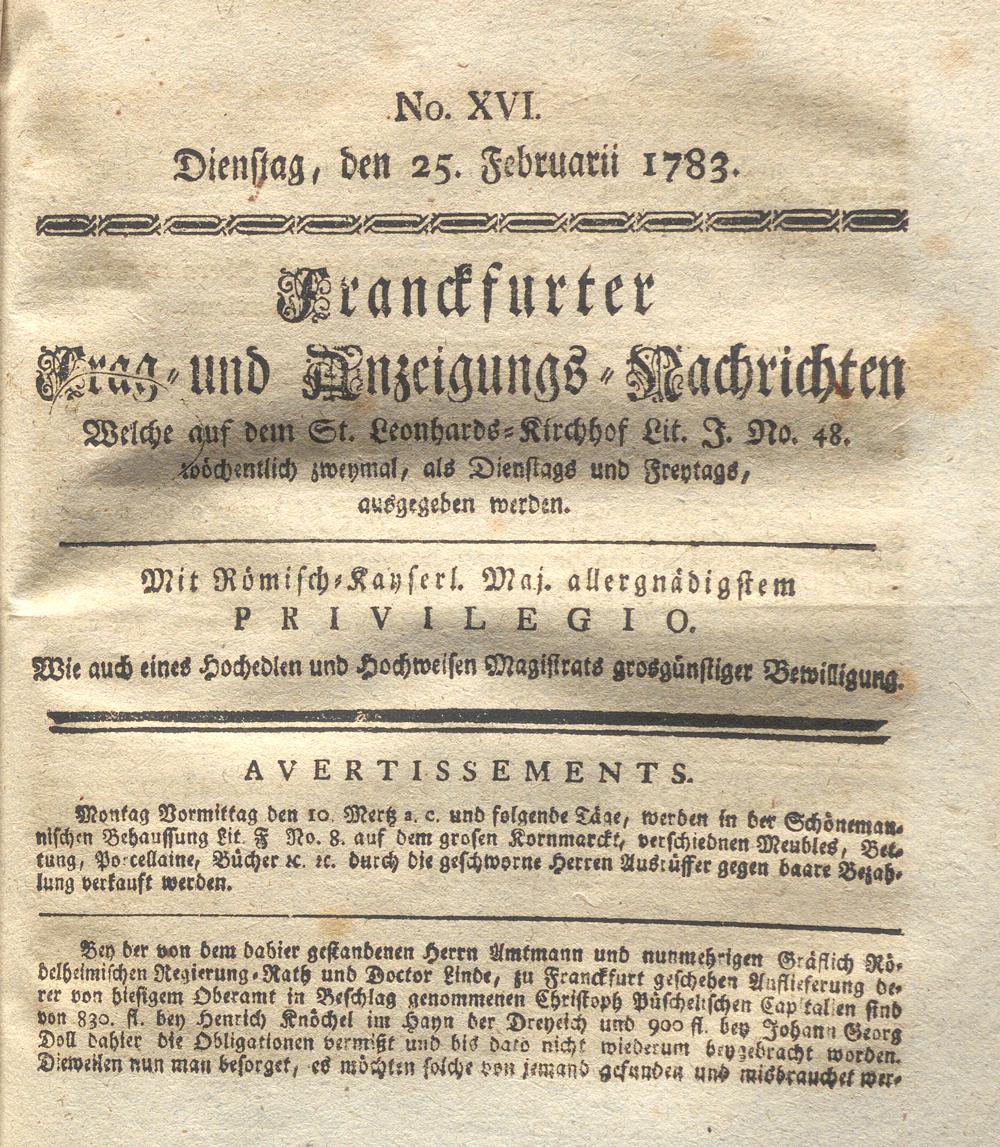 No. XVI.
Dienstag, den 25. Februarii 1783.
Franckfurter
Frag- und Anzeigungs-Nachrichten
Welche auf dem St. Leonhards-Kirchhof Lit. J. No. 48.
wöchentlich zweymal, als Dienstags und Freytags,
ausgegeben werden.
Mit Römisch-Kayserl. Maj. allergnädigstem
PRIVILEGIO.
Wie auch eines Hochedlen und Hochweisen Magistrats grosgünstiger Bewilligung.
AVERTISSEMENTS.
Montag Vormittag den 10. Mertz a. c. und folgende Täge, werden in der Schöneman-
nischen Behaussung Lit. F No. 8. auf dem grosen Kornmarckt, verschiednen Meubles, Bet-
tung, Porcellaine, Bücher ꝛc. ꝛc. durch die geschworne Herren Ausrüffer gegen baare Bezah-
lung verkauft werden.
Bey der von dem dahier gestandenen Herrn Amtmann und nunmehrigen Gräflich Rö-
delheimischen Regierung-Rath und Doctor Linde, zu Franckfurt geschehen Auflieferung de-
rer von hiesigem Oberamt in Beschlag genommenen Christoph Püschelischen Capitalien sind
von 830. fl. bey Henrich Knöchel im Hayn der Dreyeich und 900 fl. bey Johann Georg
Doll dahier die Obligationen vermißt und bis dato nicht wiederum beygebracht worden.
Dieweilen nun man besorget, es möchten solche von jemand gefunden und misbrauchet wer-